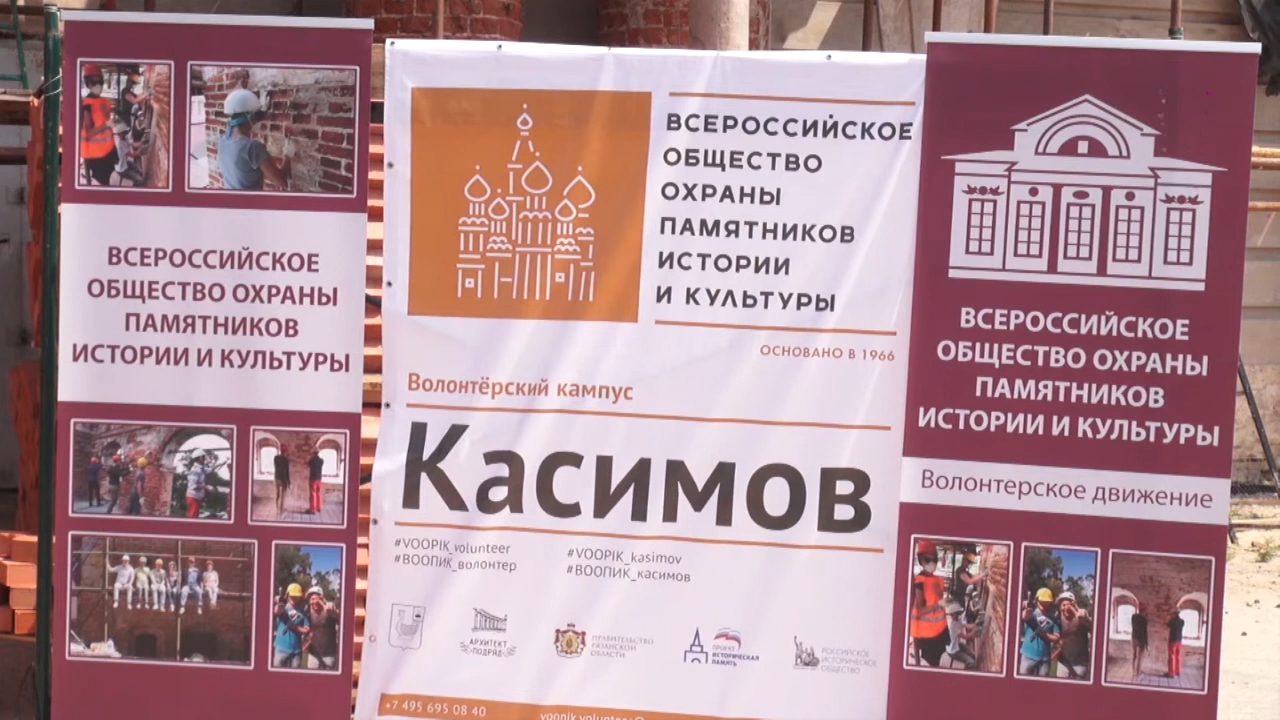 ВСЕРОССИЙСКОЕ
ОБЩЕСТВО ОХРАНЫ
ПАМЯТНИКОВ
ИСТОРИИ И КУЛЬТУРЫ
ВСЕРОССИЙСКОЕ
ОБЩЕСТВО
ОХРАНЫ
ПАМЯТНИКОВ
ИСТОРИИ
И КУЛЬТУРЫ
ОСНОВАНО В 1966
Волонтёрский кампус
Касимов
#VOOPIK_volunteer
#ВООПИК_волонтер
#VOOPIK_kasimov
#ВООПИК_касимов
АРХИТЕКТ
ПОДРЯД
ПРАВИТЕЛЬСТВО
РЯЗАНСКОЙ
ОБЛАСТИ
ПРОЕКТ
ИСТОРИЧЕСКАЯ
ПАМЯТЬ
РОССИЙСКОЕ
ИСТОРИЧЕСКОЕ
ОБЩЕСТВО
+7 495 695 08 40
voopik.volunteer
ВСЕРОССИЙСКОЕ
ОБЩЕСТВО ОХРАНЫ
ПАМЯТНИКОВ
ИСТОРИИ И КУЛЬТУРЫ
Волонтерское движение